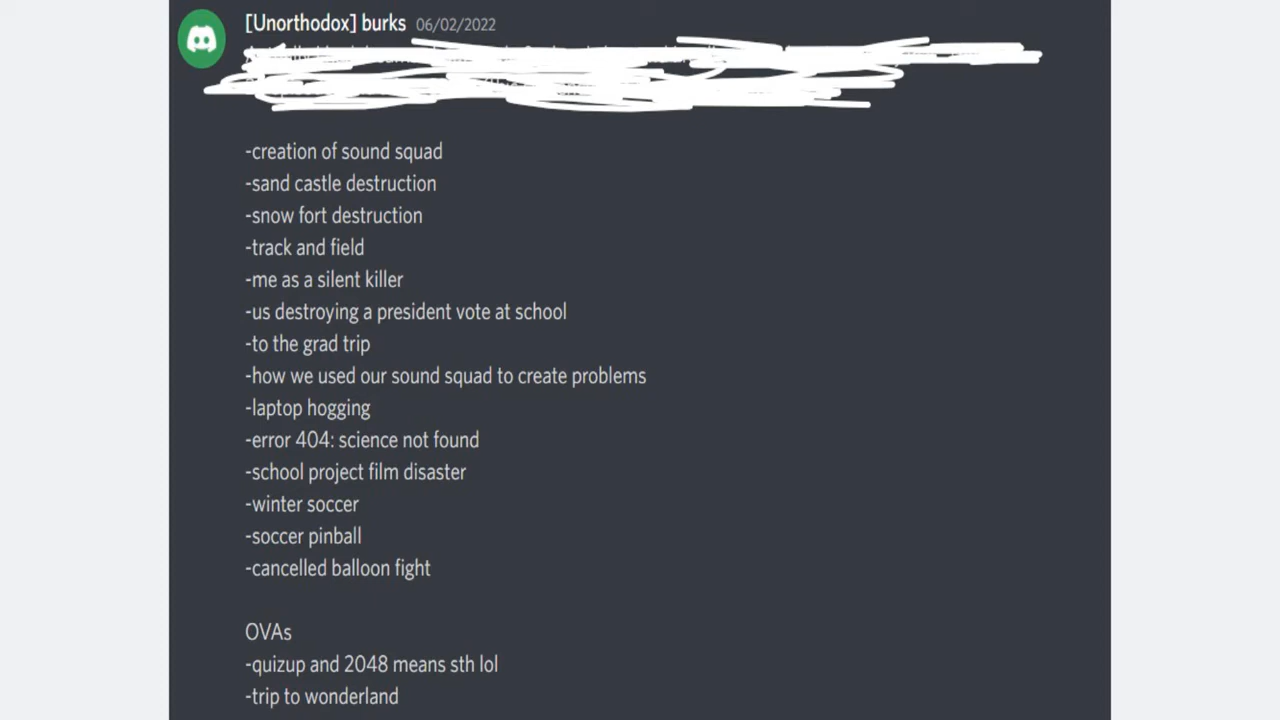 [Unorthodox] burks 06/02/2022
-creation of sound squad
-sand castle destruction
-snow fort destruction
-track and field
-me as a silent killer
-us destroying a president vote at school
-to the grad trip
-how we used our sound squad to create problems
-laptop hogging
-error 404: science not found
-school project film disaster
-winter soccer
-soccer pinball
-cancelled balloon fight
OVAs
-quizup and 2048 means sth lol
-trip to wonderland